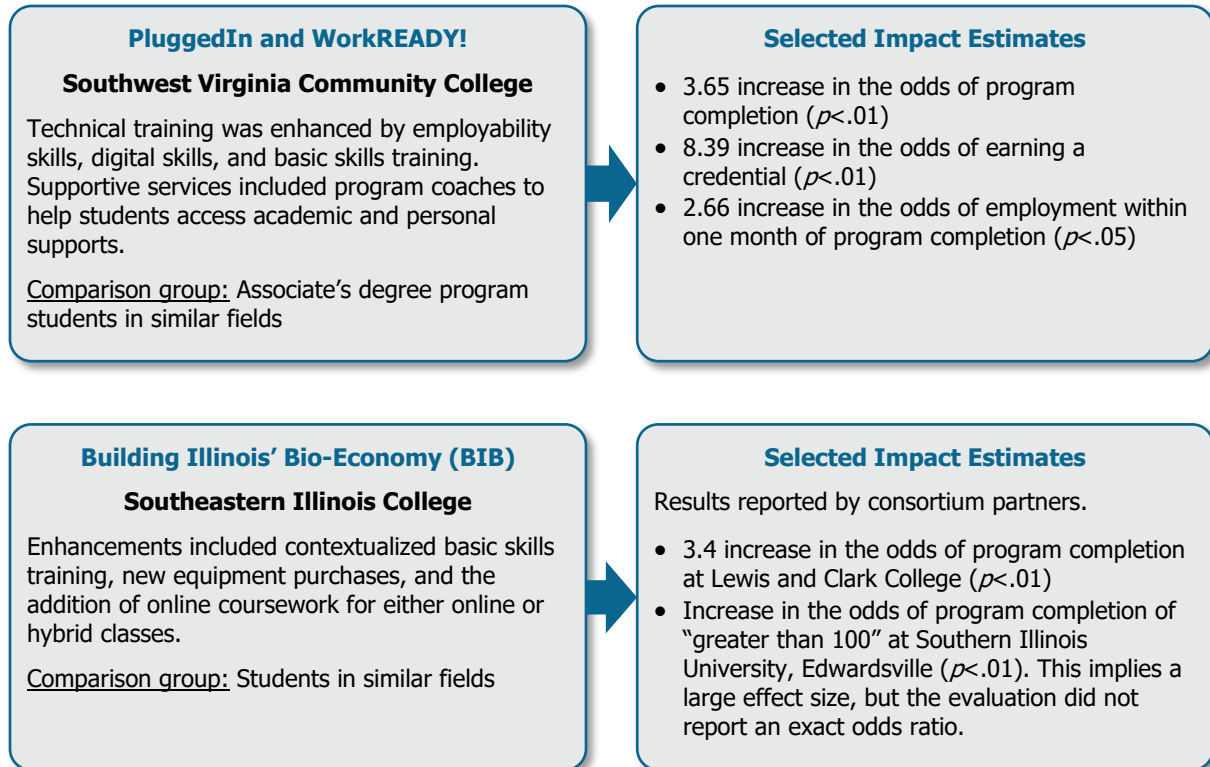 PluggedIn and WorkREADY!
Southwest Virginia Community College
Technical training was enhanced by employability
skills, digital skills, and basic skills training.
Supportive services included program coaches to
help students access academic and personal
supports.
Comparison group: Associate's degree program
students in similar fields
Selected Impact Estimates
• 3.65 increase in the odds of program
completion (p<.01)
• 8.39 increase in the odds of earning a
credential (p<.01)
• 2.66 increase in the odds of employment within
one month of program completion (p<.05)
Building Illinois' Bio-Economy (BIB)
Southeastern Illinois College
Enhancements included contextualized basic skills
training, new equipment purchases, and the
addition of online coursework for either online or
hybrid classes.
Comparison group: Students in similar fields
Selected Impact Estimates
Results reported by consortium partners.
• 3.4 increase in the odds of program completion
at Lewis and Clark College (p<.01)
• Increase in the odds of program completion of
“greater than 100” at Southern Illinois
University, Edwardsville (p<.01). This implies a
large effect size, but the evaluation did not
report an exact odds ratio.